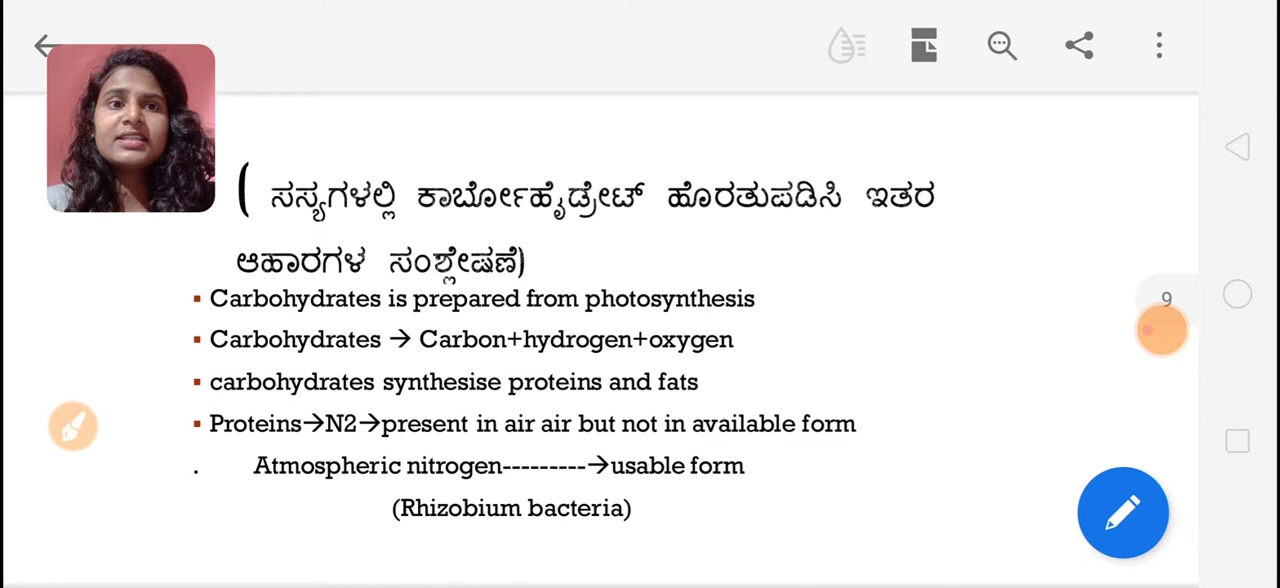 ( ಸಸ್ಯಗಳಲ್ಲಿ ಕಾರ್ಬೋಹೈಡ್ರೇಟ್ ಹೊರತುಪಡಿಸಿ ಇತರ
ಆಹಾರಗಳ ಸಂಶ್ಲೇಷಣೆ)
▪ Carbohydrates is prepared from photosynthesis
9
▪ Carbohydrates → Carbon+hydrogen+oxygen
▪ carbohydrates synthesise proteins and fats
▪ Proteins→N2→present in air air but not in available form
. Atmospheric nitrogen---------→usable form
(Rhizobium bacteria)